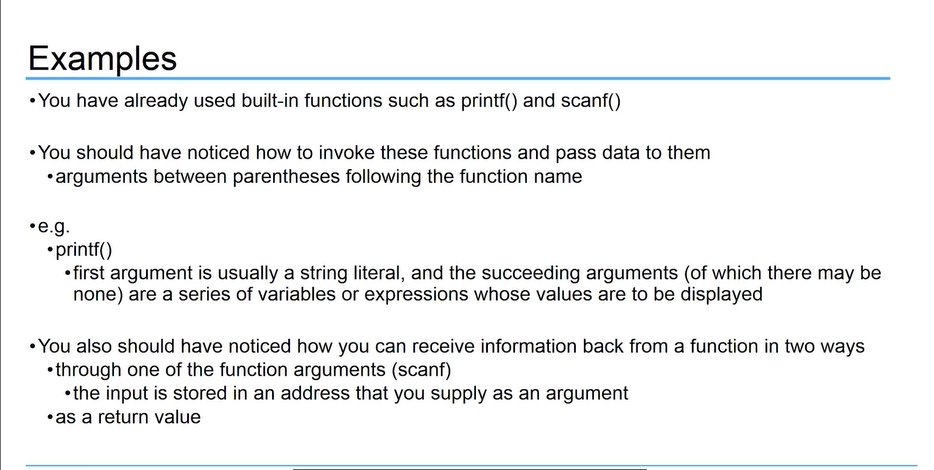 Examples
•You have already used built-in functions such as printf() and scanf()
•You should have noticed how to invoke these functions and pass data to them
•arguments between parentheses following the function name
•e.g.
•printf()
•first argument is usually a string literal, and the succeeding arguments (of which there may be
none) are a series of variables or expressions whose values are to be displayed
•You also should have noticed how you can receive information back from a function in two ways
•through one of the function arguments (scanf)
•the input is stored in an address that you supply as an argument
•as a return value